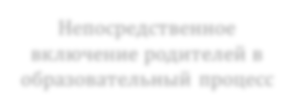 Непосредственное
включение родителей в
образовательный процесс